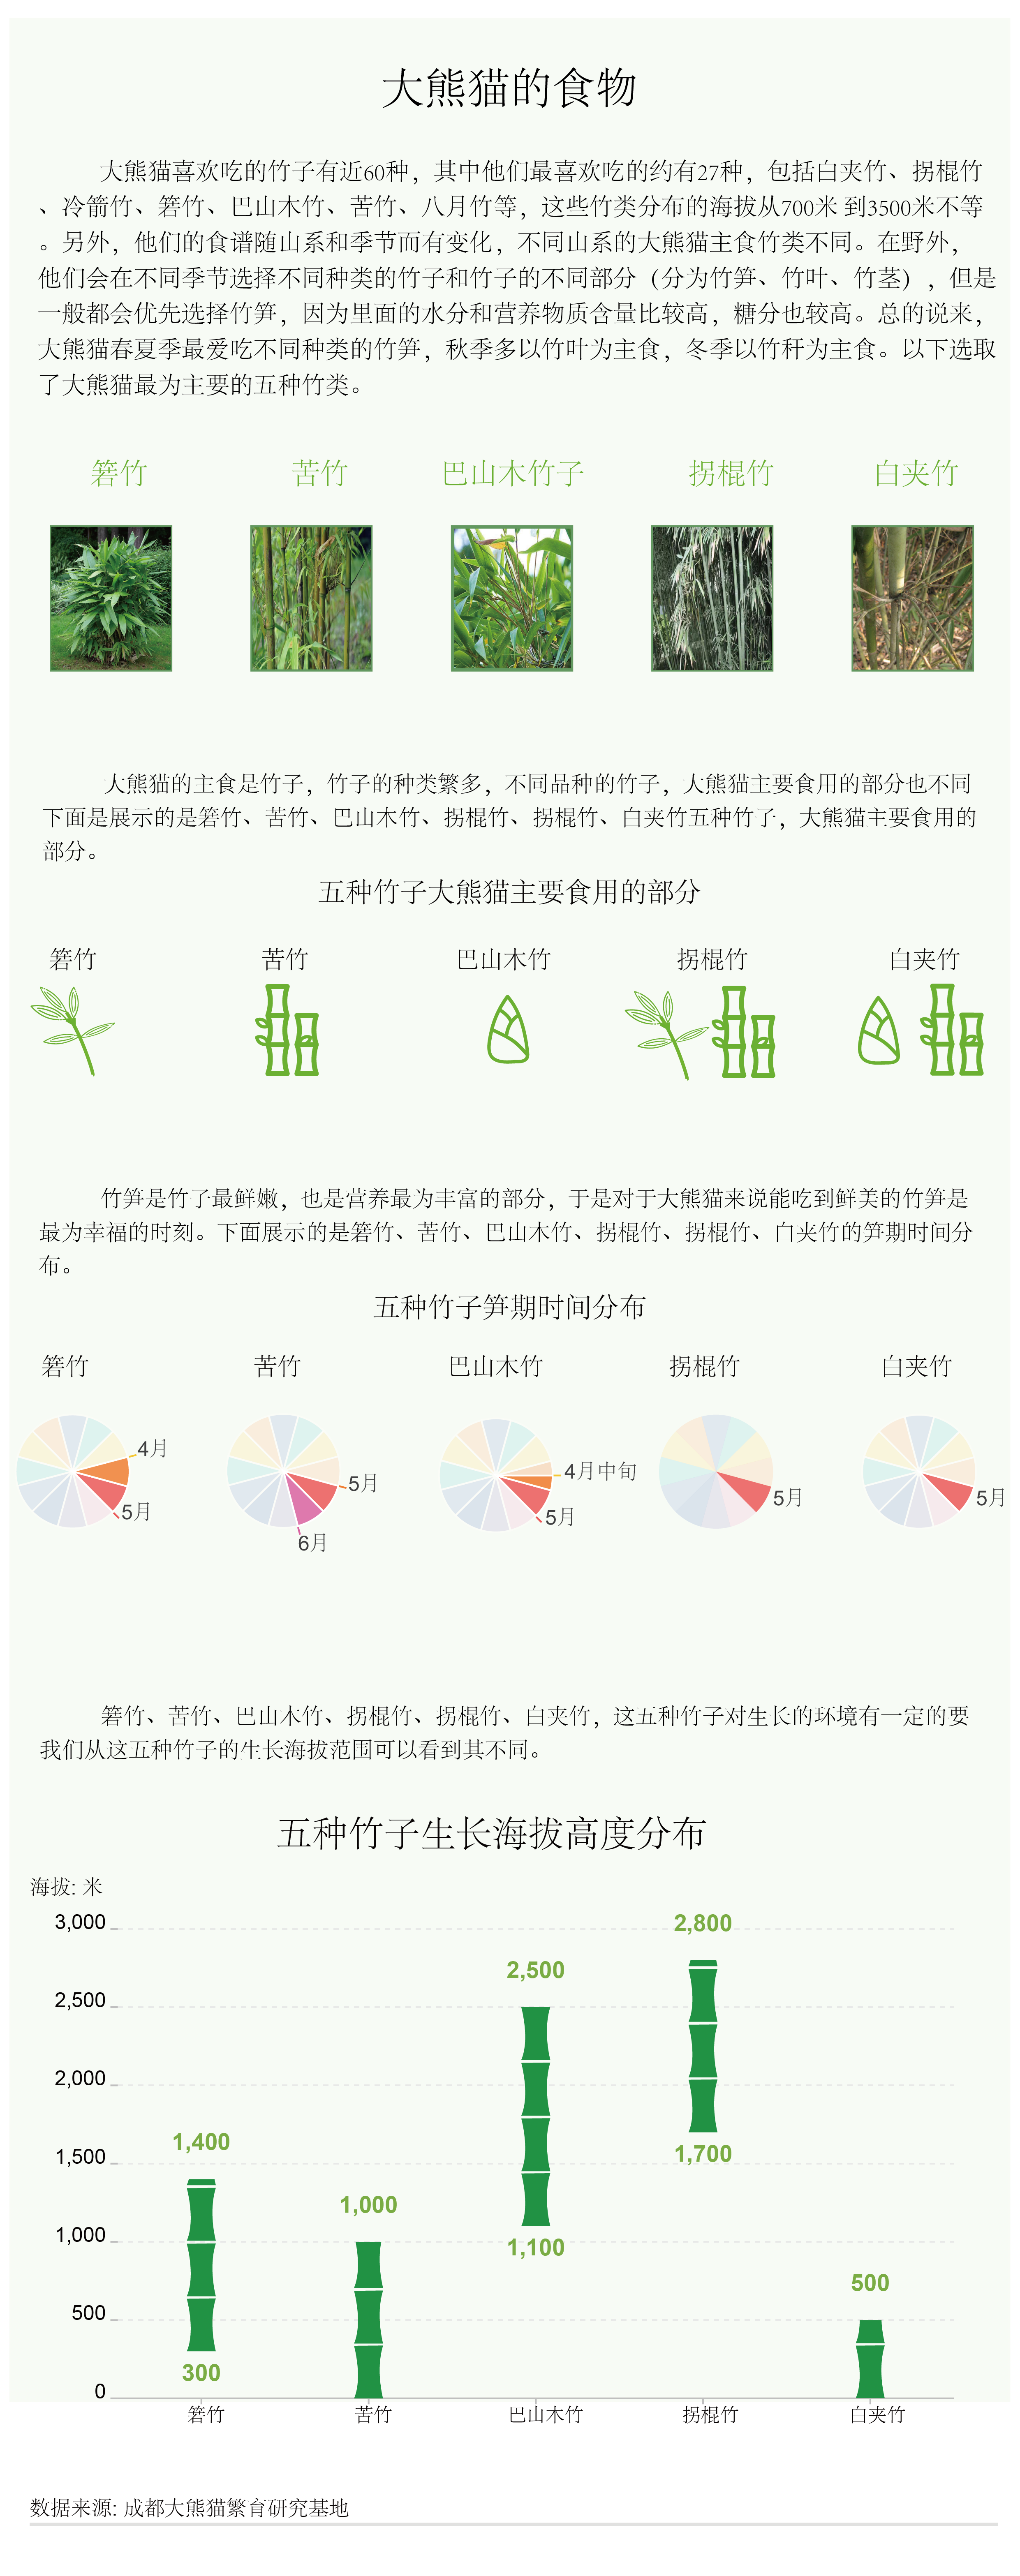 大熊猫的食物
大熊猫喜欢吃的竹子有近60种，其中他们最喜欢吃的约有27种，包括白夹竹、拐棍竹
、冷箭竹、箬竹、巴山木竹、苦竹、八月竹等，这些竹类分布的海拔从700米 到3500米不等
。另外，他们的食谱随山系和季节而有变化，不同山系的大熊猫主食竹类不同。在野外，
他们会在不同季节选择不同种类的竹子和竹子的不同部分（分为竹笋、竹叶、竹茎），但是
一般都会优先选择竹笋，因为里面的水分和营养物质含量比较高，糖分也较高。总的说来，
大熊猫春夏季最爱吃不同种类的竹笋，秋季多以竹叶为主食，冬季以竹秆为主食。以下选取
了大熊猫最为主要的五种竹类。
箬竹 苦竹 巴山木竹子 拐棍竹 白夹竹
大熊猫的主食是竹子，竹子的种类繁多，不同品种的竹子，大熊猫主要食用的部分也不同
下面是展示的是箬竹、苦竹、巴山木竹、拐棍竹、拐棍竹、白夹竹五种竹子，大熊猫主要食用的
部分。
五种竹子大熊猫主要食用的部分
箬竹 苦竹 巴山木竹 拐棍竹 白夹竹
竹笋是竹子最鲜嫩，也是营养最为丰富的部分，于是对于大熊猫来说能吃到鲜美的竹笋是
最为幸福的时刻。下面展示的是箬竹、苦竹、巴山木竹、拐棍竹、拐棍竹、白夹竹的笋期时间分
布。
五种竹子笋期时间分布
箬竹 苦竹 巴山木竹 拐棍竹 白夹竹
4月
5月
5月
6月
4月中旬
5月
5月
5月
箬竹、苦竹、巴山木竹、拐棍竹、拐棍竹、白夹竹，这五种竹子对生长的环境有一定的要
我们从这五种竹子的生长海拔范围可以看到其不同。
五种竹子生长海拔高度分布
海拔: 米
3,000
2,500
2,000
1,500
1,000
500
0
1,400
300
1,000
2,500
1,100
2,800
1,700
500
箬竹 苦竹 巴山木竹 拐棍竹 白夹竹
数据来源: 成都大熊猫繁育研究基地